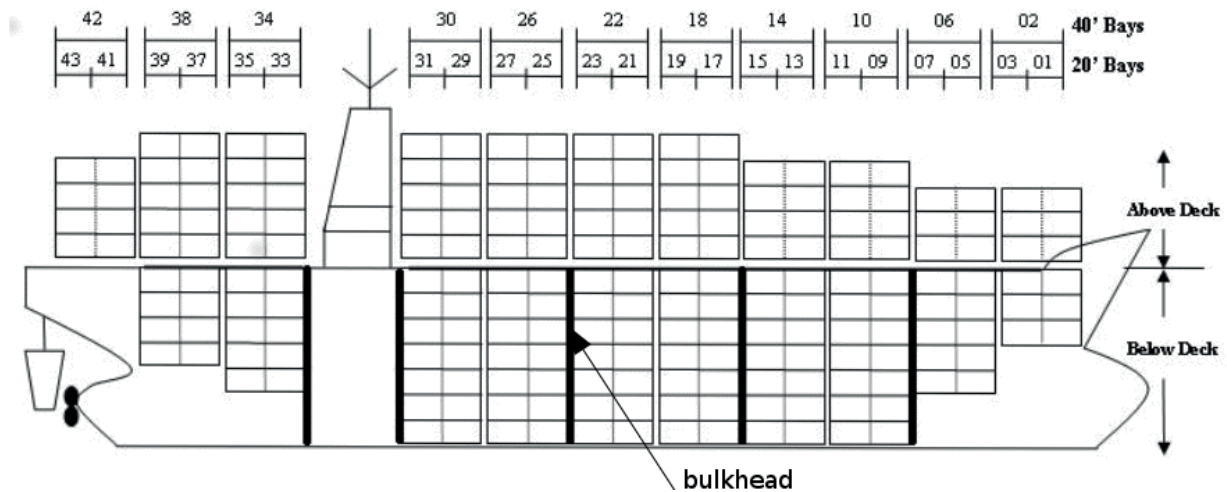 42 38 34 30 26 22 18 14 10 06 02 40' Bays
43 41 39 37 35 33 31 29 27 25 23 21 19 17 15 13 11 09 07 05 03 01 20' Bays
Above Deck
Below Deck
bulkhead